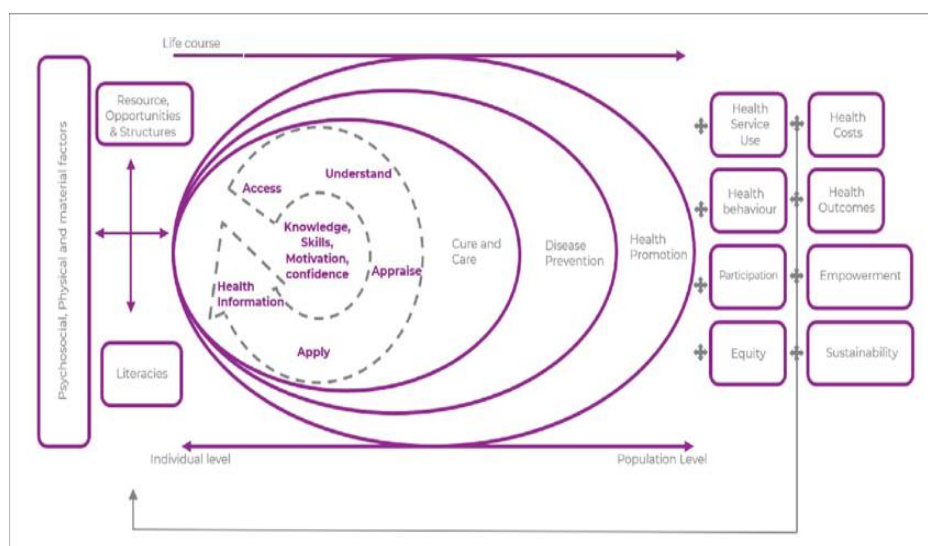 Life course
Psychosocial, Physical and material factors
Resource,
Opportunities
& Structures
Literacies
Access
Understand
Knowledge,
Skills,
Motivation,
confidence
Appraise
Health
Information
Apply
Cure and
Care
Disease
Prevention
Health
Promotion
Individual level
Population Level
Health
Service
Use
Health
Costs
Health
behaviour
Health
Outcomes
Participation
Empowerment
Equity
Sustainability